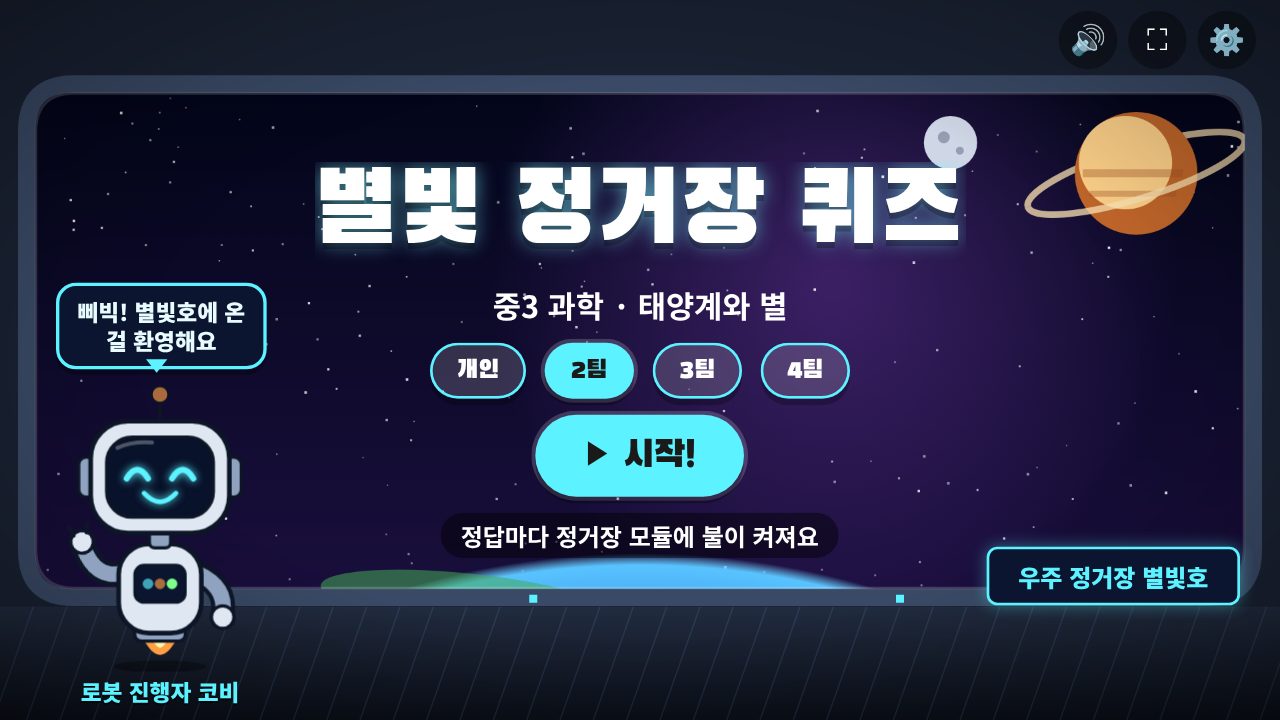 별빛 정거장 퀴즈
중3 과학 · 태양계와 별
삐빅! 별빛호에 온
걸 환영해요
개인
2팀
3팀
4팀
▶ 시작!
정답마다 정거장 모듈에 불이 켜져요
우주 정거장 별빛호
로봇 진행자 코비